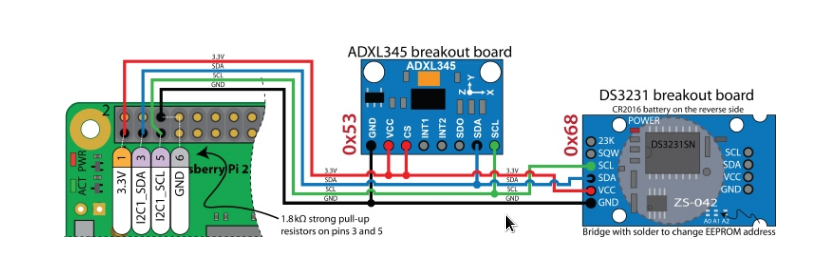 ADXL345 breakout board
ADXL345
Y
Z
X
0x53
GND
VCC
CS
INT1
INT2
SDO
SDA
SCL
3.3V
SDA
SCL
GND
2
PWR
ACT
1
3
5
6
3.3V
I2C1_SDA
I2C1_SCL
GND
spberry Pi 2
1.8kΩ strong pull-up
resistors on pins 3 and 5
3.3V
SDA
SCL
GND
3.3V
SDA
SCL
GND
DS3231 breakout board
CR2016 battery on the reverse side
0x68
POWER
DS3231SN
23K
SQW
SCL
SDA
VCC
GND
SCL
SDA
VCC
GND
ZS-042
A0 A1 A2
Bridge with solder to change EEPROM address